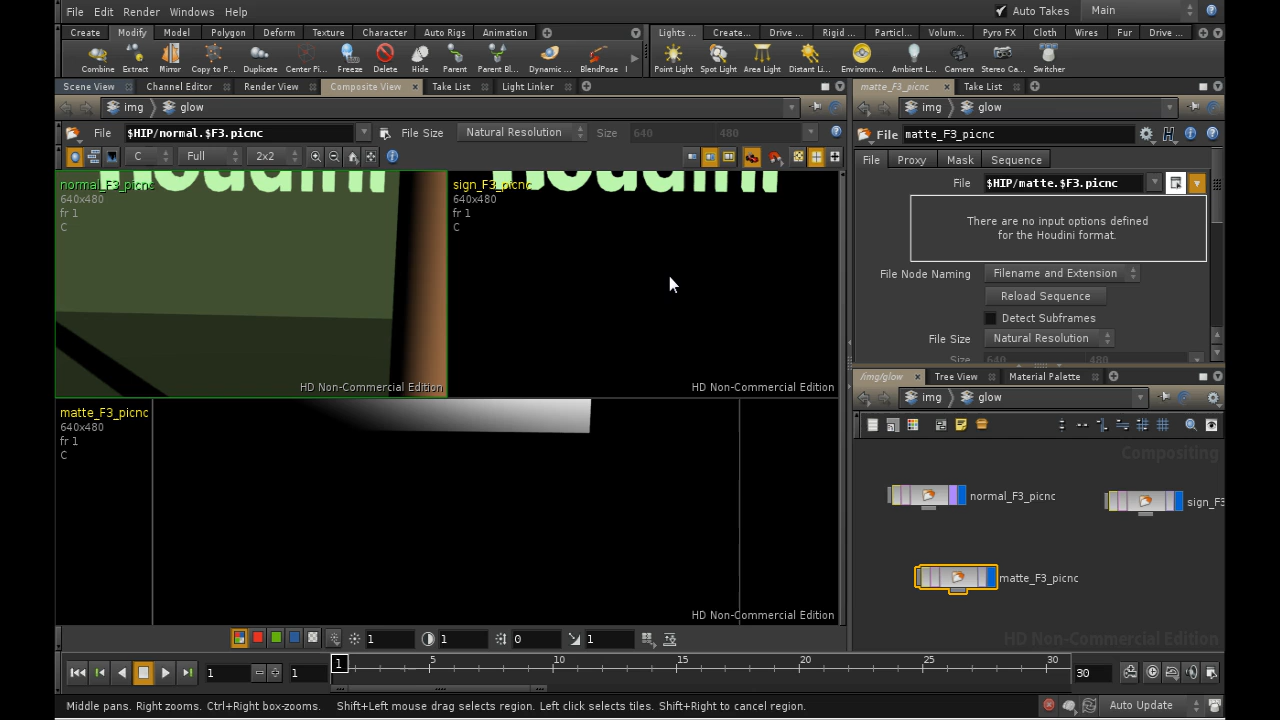 File Edit Render Windows Help
Auto Takes Main
Create Modify Model Polygon Deform Texture Character Auto Rigs Animation
Lights ... Create... Drive ... Rigid ... Particl... Volum... Pyro FX Cloth Wires Fur Drive ...
Combine Extract Mirror Copy to P... Duplicate Center Pi... Freeze Delete Hide Parent Parent Bl... Dynamic ... BlendPose
Point Light Spot Light Area Light Distant Li... Environm... Ambient L... Camera Stereo Ca... Switcher
Scene View Channel Editor Render View Composite View Take List Light Linker
matte_F3_picnc Take List
img glow
img glow
File $HIP/normal.$F3.picnc File Size Natural Resolution Size 640 480
File matte_F3_picnc
C Full 2x2
File Proxy Mask Sequence
File $HIP/matte.$F3.picnc
There are no input options defined
for the Houdini format.
File Node Naming Filename and Extension
Reload Sequence
Detect Subframes
File Size Natural Resolution
Size 640 480
Houdini
normal_F3_picnc
640x480
fr 1
C
HD Non-Commercial Edition
Houdini
sign_F3_picnc
640x480
fr 1
C
HD Non-Commercial Edition
matte_F3_picnc
640x480
fr 1
C
HD Non-Commercial Edition
/img/glow Tree View Material Palette
img glow
Compositing
normal_F3_picnc
sign_F3
matte_F3_picnc
HD Non-Commercial Edition
1 1 0 1
1 1 1 5 10 15 20 25 30 30
Middle pans. Right zooms. Ctrl+Right box-zooms. Shift+Left mouse drag selects region. Left click selects tiles. Shift+Right to cancel region.
Auto Update